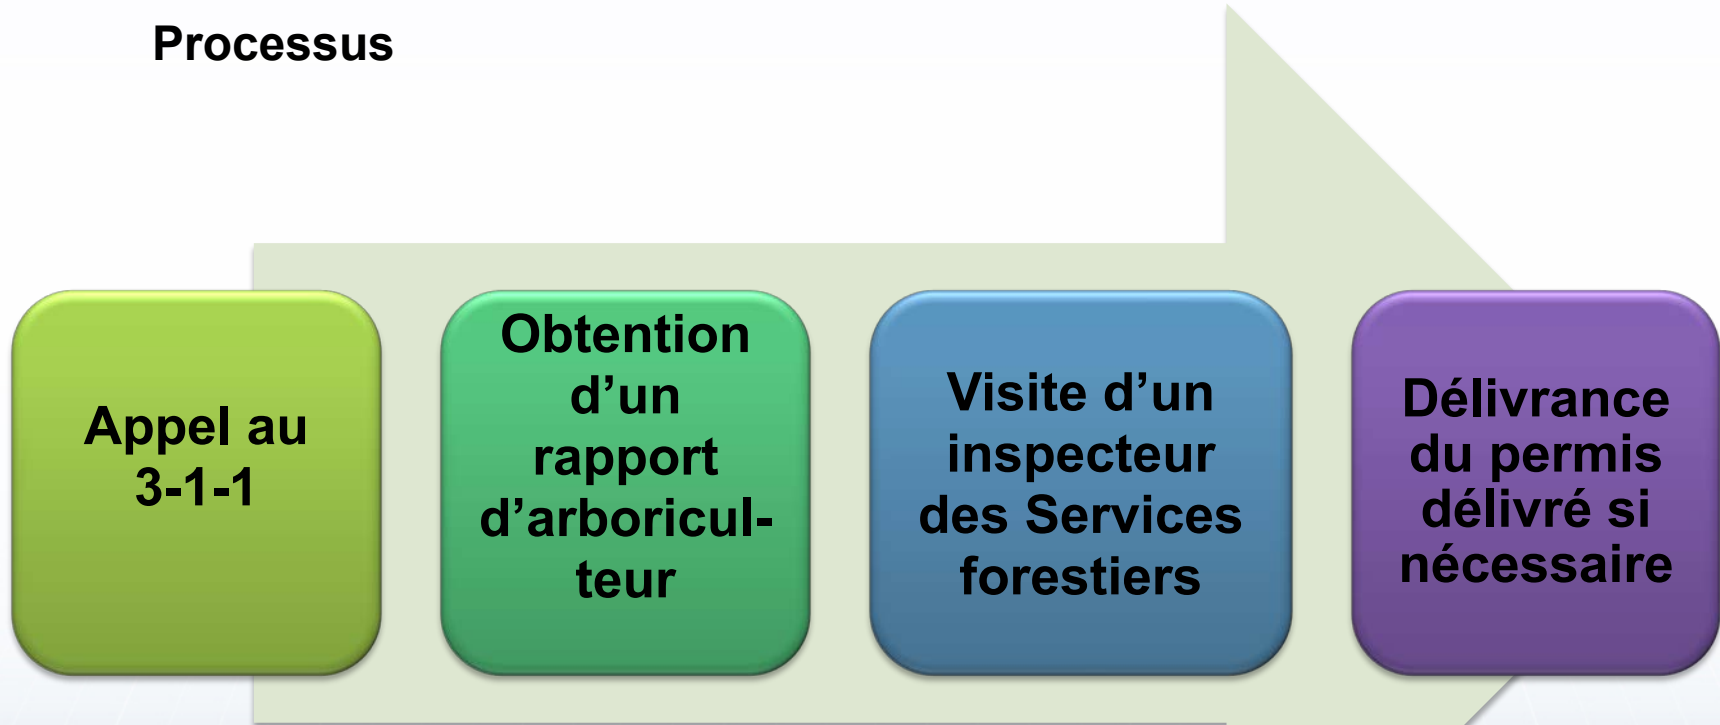 Processus
Appel au
3-1-1
Obtention
d’un
rapport
d’arboricul-
teur
Visite d’un
inspecteur
des Services
forestiers
Délivrance
du permis
délivré si
nécessaire